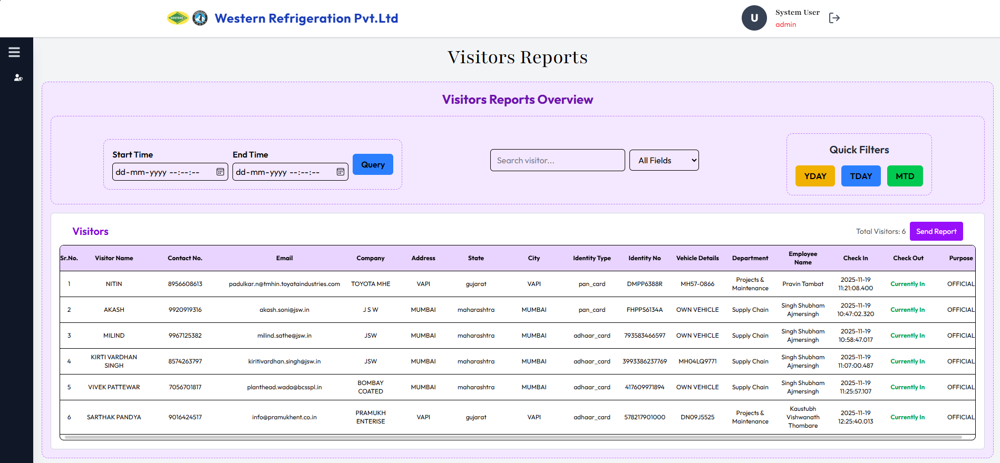 WESTERN
Western Refrigeration Pvt.Ltd
U
System User
admin
Visitors Reports
Visitors Reports Overview
Start Time
End Time
dd-mm-yyyy --:--:--
dd-mm-yyyy --:--:--
Query
Search visitor...
All Fields
Quick Filters
YDAY TDAY MTD
Visitors
Total Visitors: 6
Send Report
Sr.No. Visitor Name Contact No. Email Company Address State City Identity Type Identity No Vehicle Details Department Employee Name Check In Check Out Purpose
1 NITIN 8956608613 padulkar.n@tmhin.toyataindustries.com TOYOTA MHE VAPI gujarat VAPI pan_card DMPP6388R MH57-0866 Projects & Maintenance Pravin Tambat 2025-11-19 11:21:08.400 Currently In OFFICIAL
2 AKASH 9920919316 akash.soni@jsw.in J S W MUMBAI maharashtra MUMBAI pan_card FHPPS6134A OWN VEHICLE Supply Chain Singh Shubham Ajmersingh 2025-11-19 10:47:02.320 Currently In OFFICIAL
3 MILIND 9967125382 milind.sathe@jsw.in JSW MUMBAI maharashtra MUMBAI adhaar_card 793583466597 OWN VEHICLE Supply Chain Singh Shubham Ajmersingh 2025-11-19 10:58:47.017 Currently In OFFICIAL
4 KIRTI VARDHAN SINGH 8574263797 kiritivardhan.singh@jsw.in JSW MUMBAI maharashtra MUMBAI adhaar_card 3993386237769 MH04LQ9771 Supply Chain Singh Shubham Ajmersingh 2025-11-19 11:07:00.487 Currently In OFFICIAL
5 VIVEK PATTEWAR 7056701817 planthead.wada@bcsspl.in BOMBAY COATED MUMBAI maharashtra MUMBAI adhaar_card 417609971894 OWN VEHICLE Supply Chain Singh Shubham Ajmersingh 2025-11-19 11:25:57.107 Currently In OFFICIAL
6 SARTHAK PANDYA 9016424517 info@pramukhent.co.in PRAMUKH ENTERISE VAPI gujarat VAPI adhaar_card 578217901000 DN09J5525 Projects & Maintenance Kaustubh Vishwanath Thombare 2025-11-19 12:25:40.013 Currently In OFFICIAL